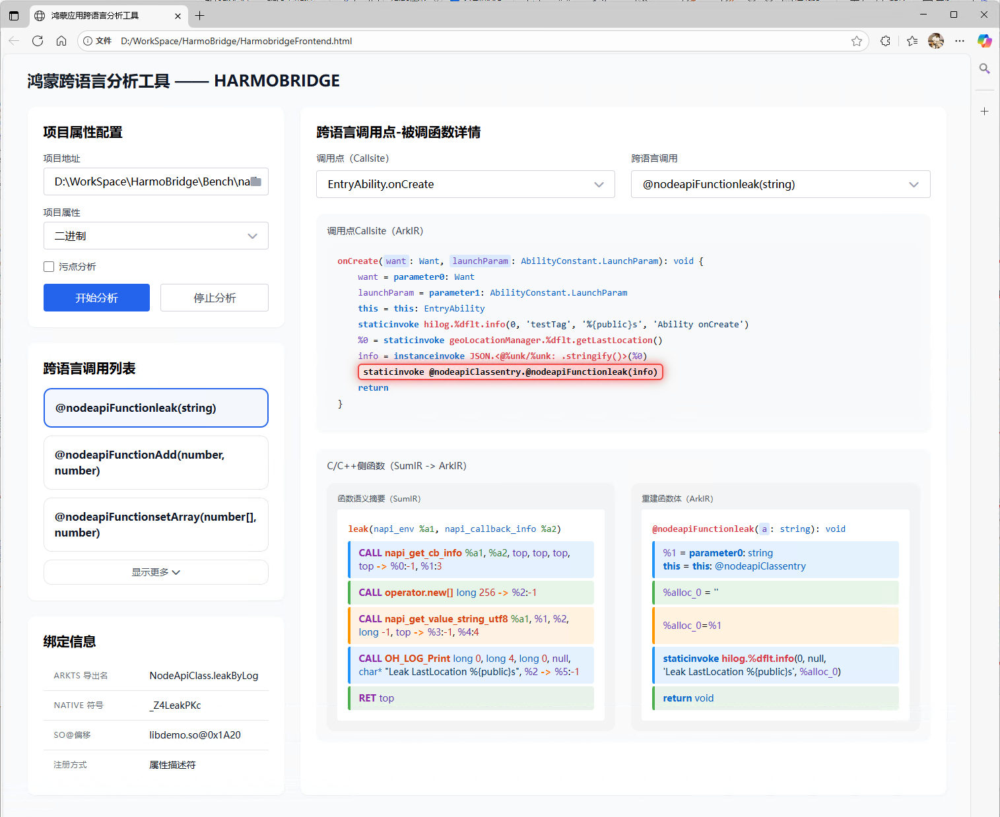 鸿蒙应用跨语言分析工具
文件 D:/WorkSpace/HarmoBridge/HarmobridgeFrontend.html
鸿蒙跨语言分析工具 —— HARMOBRIDGE
项目属性配置
项目地址
D:\WorkSpace\HarmoBridge\Bench\na
项目属性
二进制
污点分析
开始分析
停止分析
跨语言调用列表
@nodeapiFunctionleak(string)
@nodeapiFunctionAdd(number,
number)
@nodeapiFunctionsetArray(number[],
number)
显示更多
绑定信息
ARKTS 导出名 NodeApiClass.leakByLog
NATIVE 符号 _Z4LeakPKc
SO@偏移 libdemo.so@0x1A20
注册方式 属性描述符
跨语言调用点-被调函数详情
调用点（Callsite）
EntryAbility.onCreate
跨语言调用
@nodeapiFunctionleak(string)
调用点Callsite（ArkIR）
onCreate(want: Want, launchParam: AbilityConstant.LaunchParam): void {
want = parameter0: Want
launchParam = parameter1: AbilityConstant.LaunchParam
this = this: EntryAbility
staticinvoke hilog.%dflt.info(0, 'testTag', '%{public}s', 'Ability onCreate')
%0 = staticinvoke geoLocationManager.%dflt.getLastLocation()
info = instanceinvoke JSON.<@%unk/%unk: .stringify()>(%0)
staticinvoke @nodeapiClassentry.@nodeapiFunctionleak(info)
return
}
C/C++侧函数（SumIR -> ArkIR）
函数语义摘要（SumIR）
leak(napi_env %a1, napi_callback_info %a2)
CALL napi_get_cb_info %a1, %a2, top, top, top,
top -> %0:-1, %1:3
CALL operator.new[] long 256 -> %2:-1
CALL napi_get_value_string_utf8 %a1, %1, %2,
long -1, top -> %3:-1, %4:4
CALL OH_LOG_Print long 0, long 4, long 0, null,
char* "Leak LastLocation %{public}s", %2 -> %5:-1
RET top
重建函数体（ArkIR）
@nodeapiFunctionleak(a: string): void
%1 = parameter0: string
this = this: @nodeapiClassentry
%alloc_0 = ''
%alloc_0=%1
staticinvoke hilog.%dflt.info(0, null,
'Leak LastLocation %{public}s', %alloc_0)
return void